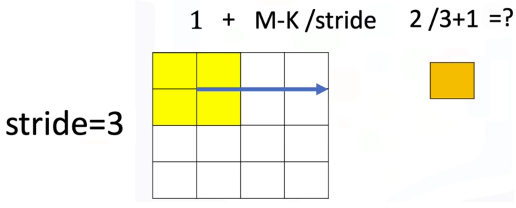 1 + M-K /stride 2 /3+1 =?
stride=3